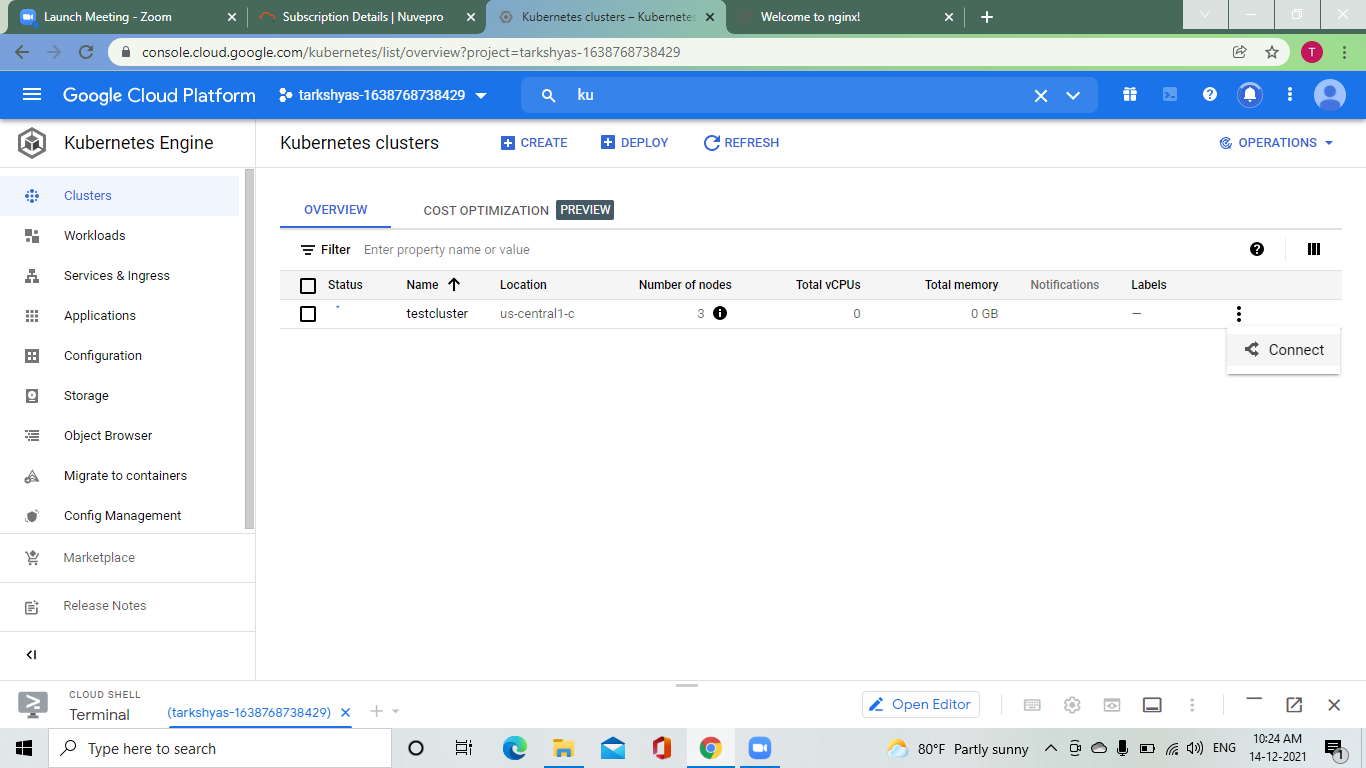 Launch Meeting - Zoom
Subscription Details | Nuvepro
Kubernetes clusters – Kubernetes
Welcome to nginx!
console.cloud.google.com/kubernetes/list/overview?project=tarkshyas-1638768738429
T
Google Cloud Platform
tarkshyas-1638768738429
ku
Kubernetes Engine
Kubernetes clusters
CREATE
DEPLOY
REFRESH
OPERATIONS
Clusters
Workloads
Services & Ingress
Applications
Configuration
Storage
Object Browser
Migrate to containers
Config Management
Marketplace
Release Notes
OVERVIEW
COST OPTIMIZATION PREVIEW
Filter Enter property name or value
Status Name Location Number of nodes Total vCPUs Total memory Notifications Labels
testcluster us-central1-c 3 0 0 GB —
Connect
CLOUD SHELL
Terminal
(tarkshyas-1638768738429)
Open Editor
Type here to search
80°F Partly sunny
ENG
10:24 AM
14-12-2021
1